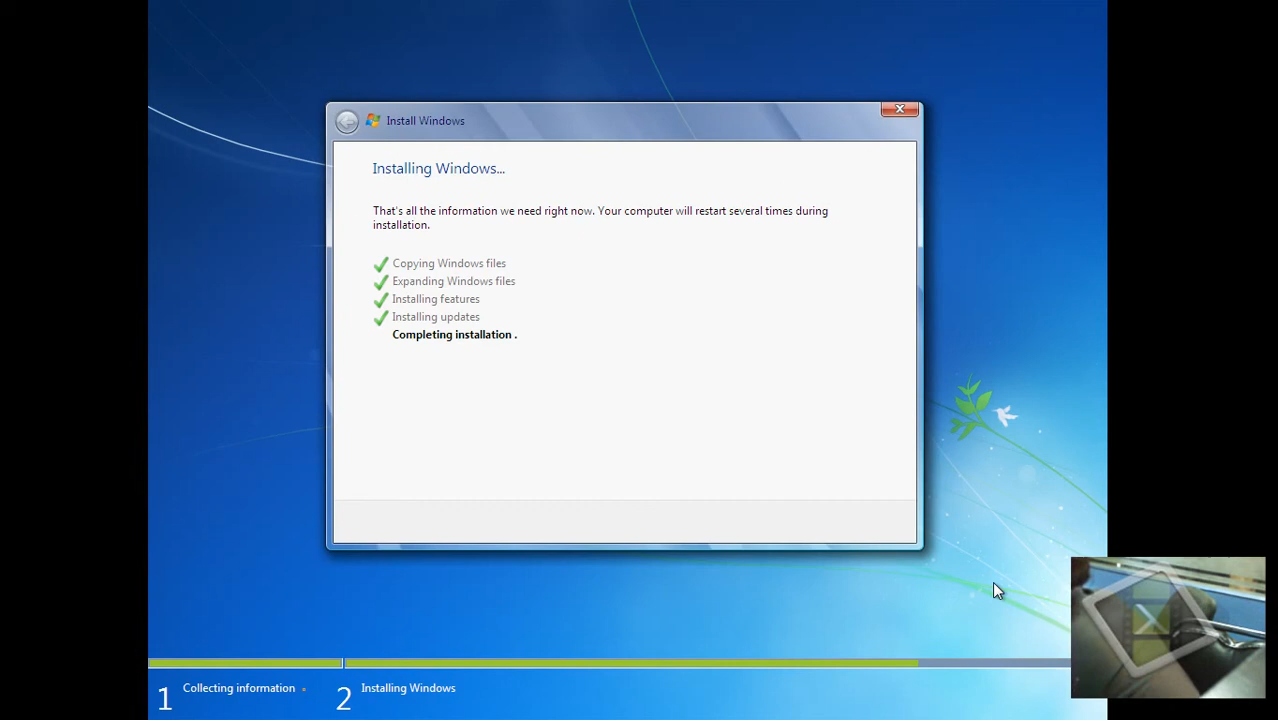 Install Windows
Installing Windows...
That's all the information we need right now. Your computer will restart several times during
installation.
Copying Windows files
Expanding Windows files
Installing features
Installing updates
Completing installation .
1 Collecting information
2 Installing Windows